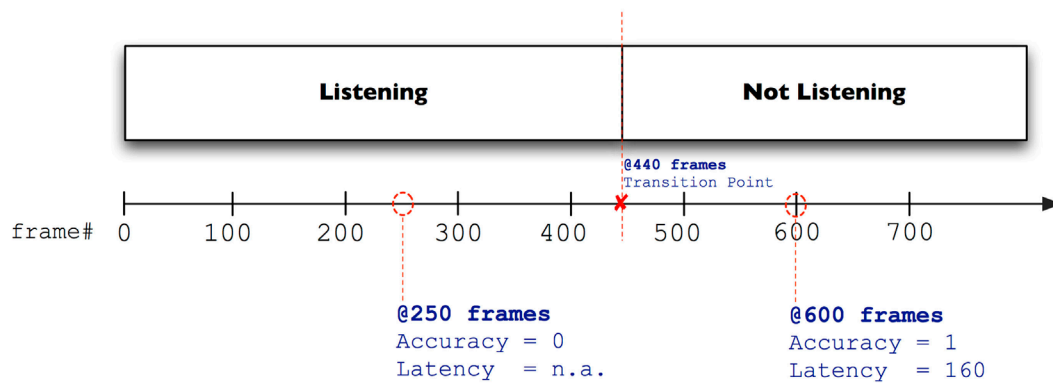 Listening
Not Listening
@440 frames
Transition Point
frame# 0 100 200 300 400 500 600 700
@250 frames
Accuracy = 0
Latency = n.a.
@600 frames
Accuracy = 1
Latency = 160